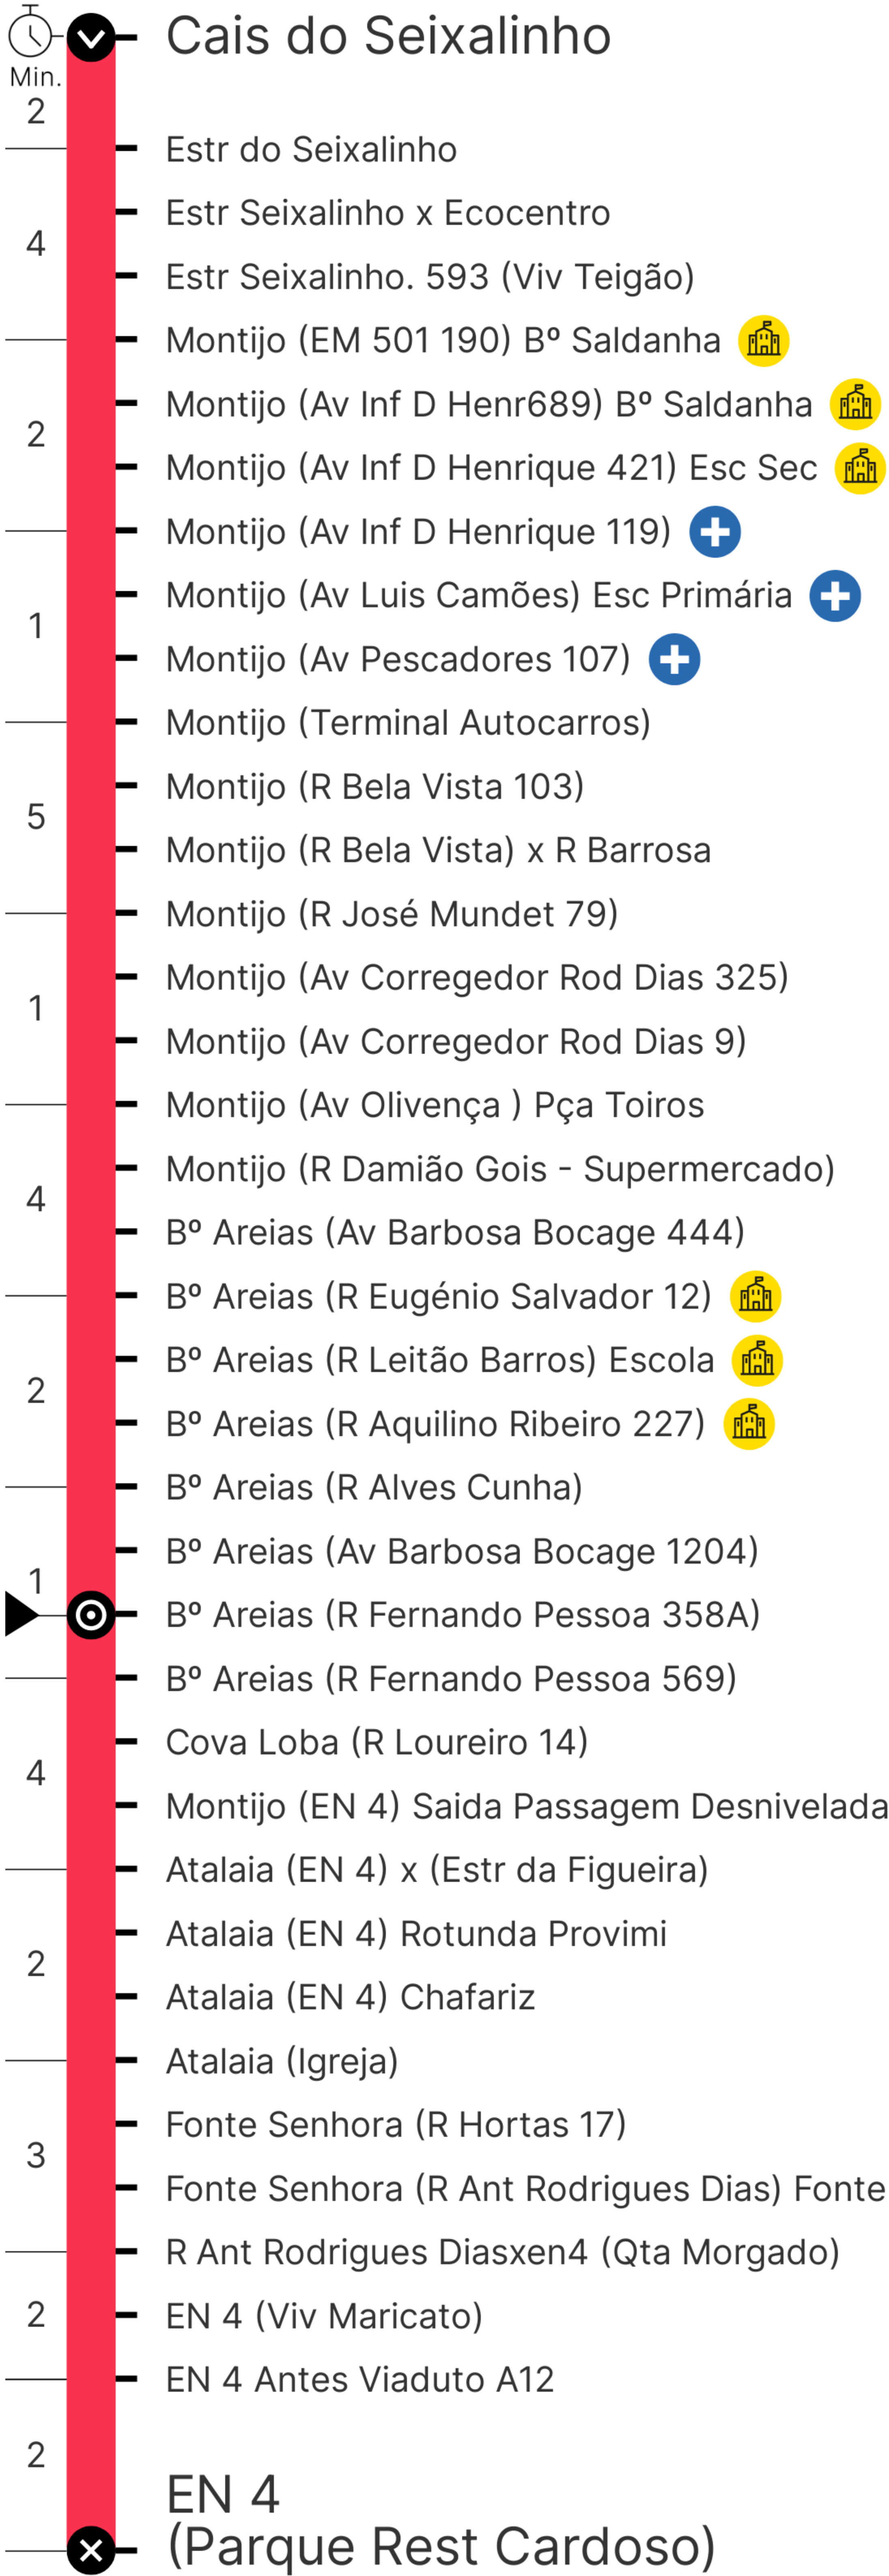 Cais do Seixalinho
Min.
2
Estr do Seixalinho
Estr Seixalinho x Ecocentro
4
Estr Seixalinho. 593 (Viv Teigão)
Montijo (EM 501 190) Bº Saldanha
Montijo (Av Inf D Henr689) Bº Saldanha
2
Montijo (Av Inf D Henrique 421) Esc Sec
Montijo (Av Inf D Henrique 119)
Montijo (Av Luis Camões) Esc Primária
1
Montijo (Av Pescadores 107)
Montijo (Terminal Autocarros)
Montijo (R Bela Vista 103)
5
Montijo (R Bela Vista) x R Barrosa
Montijo (R José Mundet 79)
Montijo (Av Corregedor Rod Dias 325)
1
Montijo (Av Corregedor Rod Dias 9)
Montijo (Av Olivença ) Pça Toiros
Montijo (R Damião Gois - Supermercado)
4
Bº Areias (Av Barbosa Bocage 444)
Bº Areias (R Eugénio Salvador 12)
Bº Areias (R Leitão Barros) Escola
2
Bº Areias (R Aquilino Ribeiro 227)
Bº Areias (R Alves Cunha)
Bº Areias (Av Barbosa Bocage 1204)
1
Bº Areias (R Fernando Pessoa 358A)
Bº Areias (R Fernando Pessoa 569)
Cova Loba (R Loureiro 14)
4
Montijo (EN 4) Saida Passagem Desnivelada
Atalaia (EN 4) x (Estr da Figueira)
Atalaia (EN 4) Rotunda Provimi
2
Atalaia (EN 4) Chafariz
Atalaia (Igreja)
Fonte Senhora (R Hortas 17)
3
Fonte Senhora (R Ant Rodrigues Dias) Fonte
R Ant Rodrigues Diasxen4 (Qta Morgado)
2
EN 4 (Viv Maricato)
EN 4 Antes Viaduto A12
2
EN 4
(Parque Rest Cardoso)